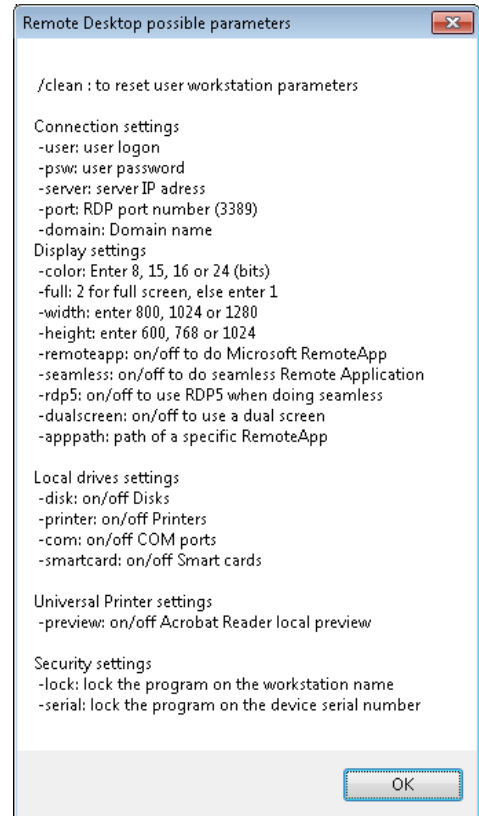 Remote Desktop possible parameters
/clean : to reset user workstation parameters
Connection settings
-user: user logon
-psw: user password
-server: server IP adress
-port: RDP port number (3389)
-domain: Domain name
Display settings
-color: Enter 8, 15, 16 or 24 (bits)
-full: 2 for full screen, else enter 1
-width: enter 800, 1024 or 1280
-height: enter 600, 768 or 1024
-remoteapp: on/off to do Microsoft RemoteApp
-seamless: on/off to do seamless Remote Application
-rdp5: on/off to use RDP5 when doing seamless
-dualscreen: on/off to use a dual screen
-apppath: path of a specific RemoteApp
Local drives settings
-disk: on/off Disks
-printer: on/off Printers
-com: on/off COM ports
-smartcard: on/off Smart cards
Universal Printer settings
-preview: on/off Acrobat Reader local preview
Security settings
-lock: lock the program on the workstation name
-serial: lock the program on the device serial number
OK